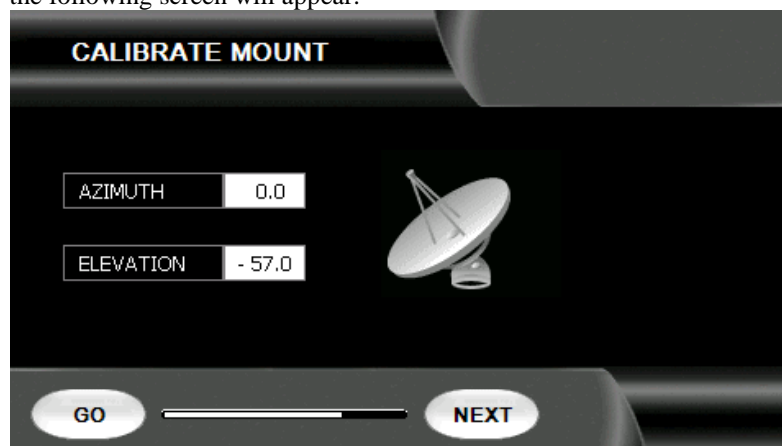 the following screen will appear:
CALIBRATE MOUNT
AZIMUTH 0.0
ELEVATION - 57.0
GO NEXT